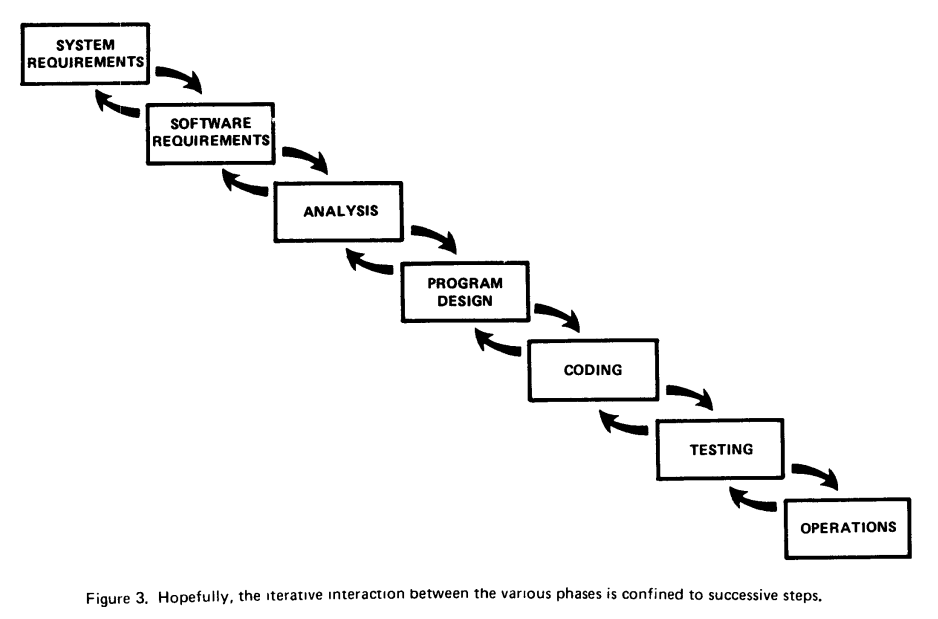 SYSTEM
REQUIREMENTS
SOFTWARE
REQUIREMENTS
ANALYSIS
PROGRAM
DESIGN
CODING
TESTING
OPERATIONS
Figure 3. Hopefully, the iterative interaction between the various phases is confined to successive steps.